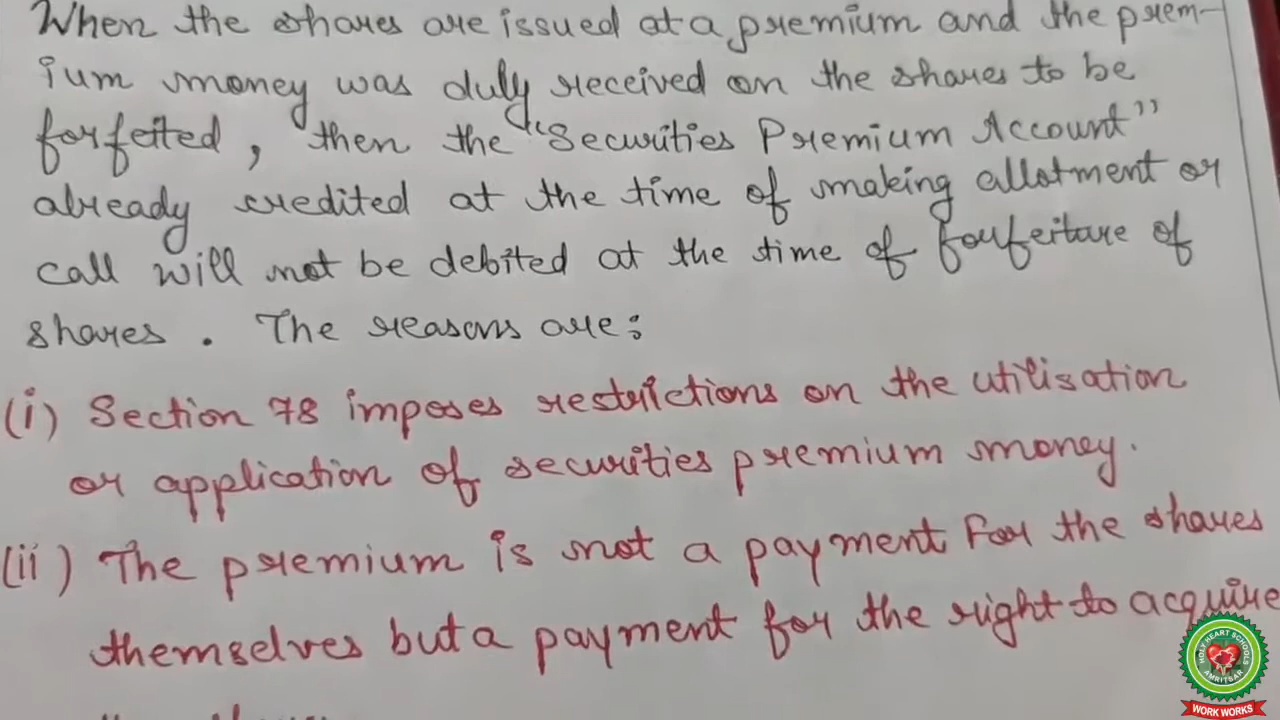 When the shares are issued at a premium and the prem-
ium money was duly received on the shares to be
forfeited, then the "Securities Premium Account"
already credited at the time of making allotment or
call will not be debited at the time of forfeiture of
shares. The reasons are:
(i) Section 78 imposes restrictions on the utilisation
or application of securities premium money.
(ii) The premium is not a payment for the shares
themselves but a payment for the right to acquire
HOLY HEART SCHOOLS
AMRITSAR
WORK WORKS